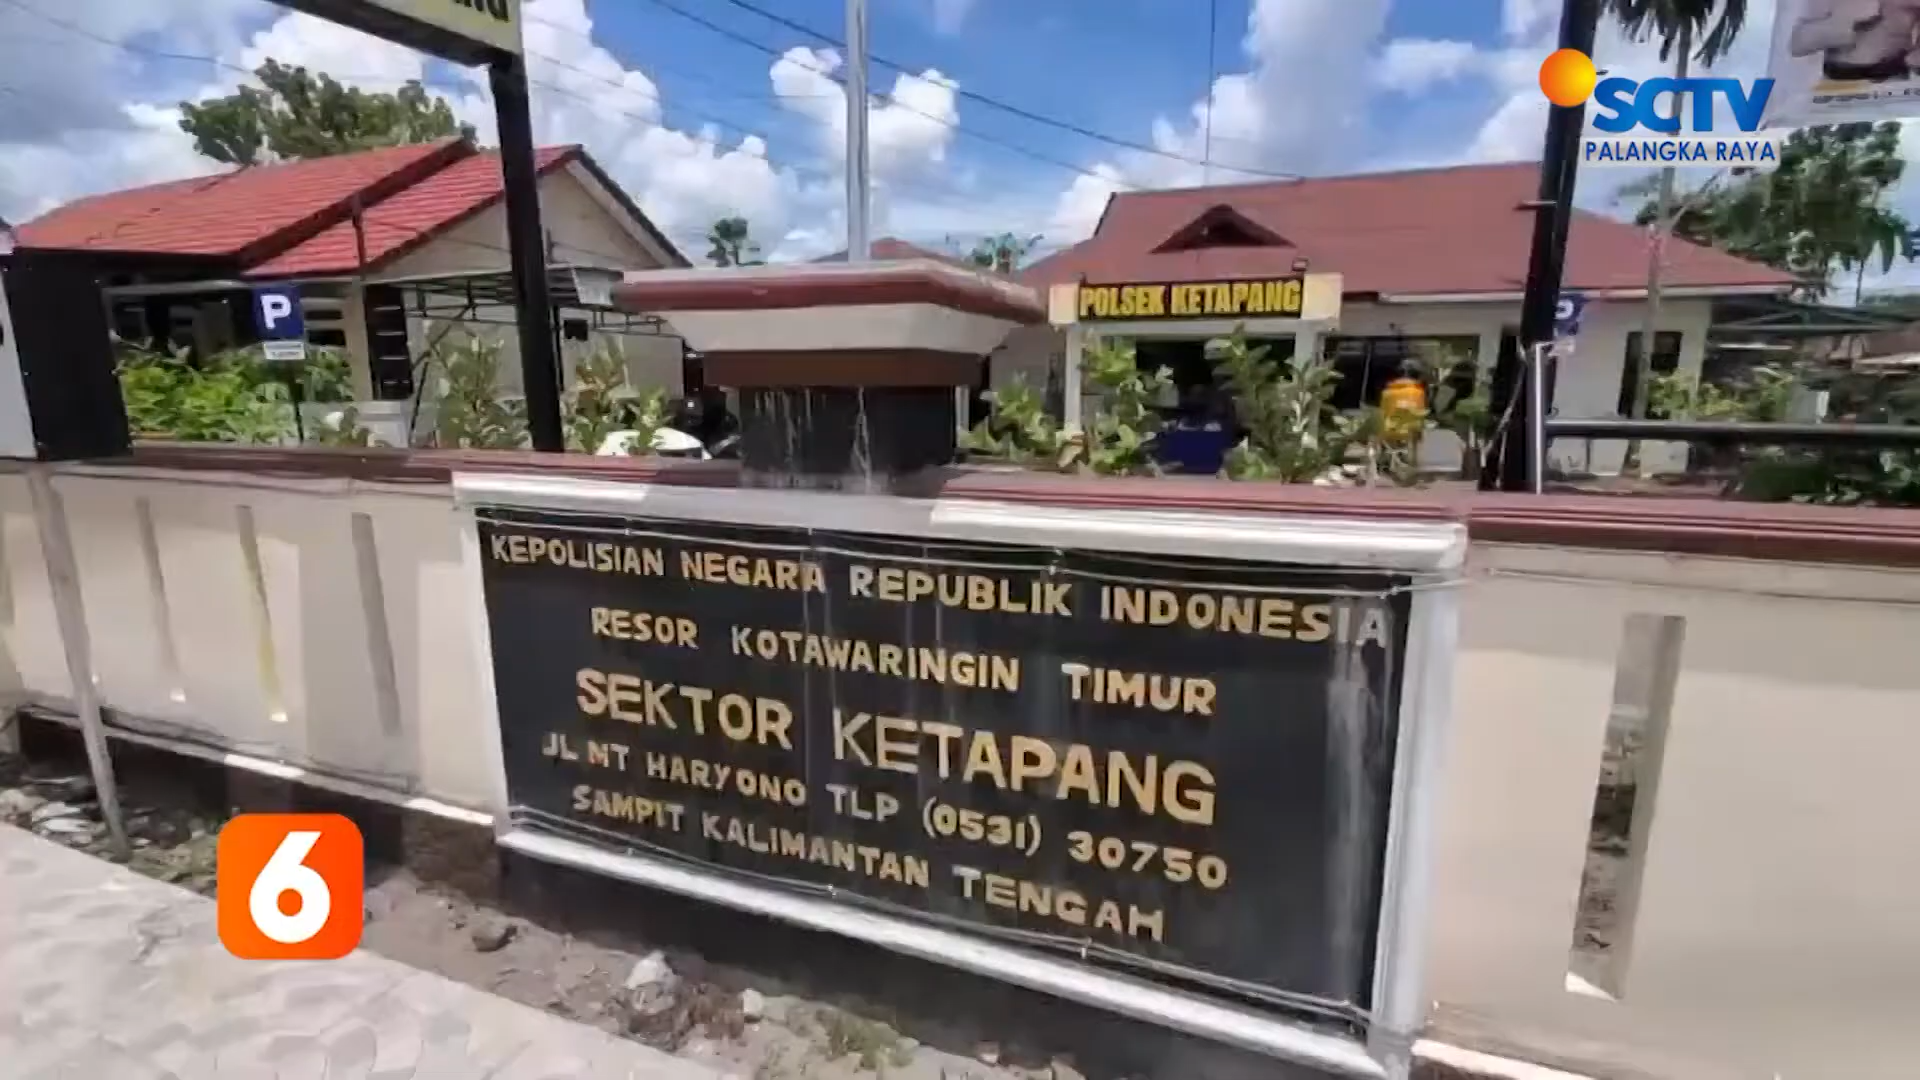 SCTV
PALANGKA RAYA
P
POLSEK KETAPANG
P
KEPOLISIAN NEGARA REPUBLIK INDONESIA
RESOR KOTAWARINGIN TIMUR
SEKTOR KETAPANG
JL MT HARYONO TLP (0531) 30750
SAMPIT KALIMANTAN TENGAH
6